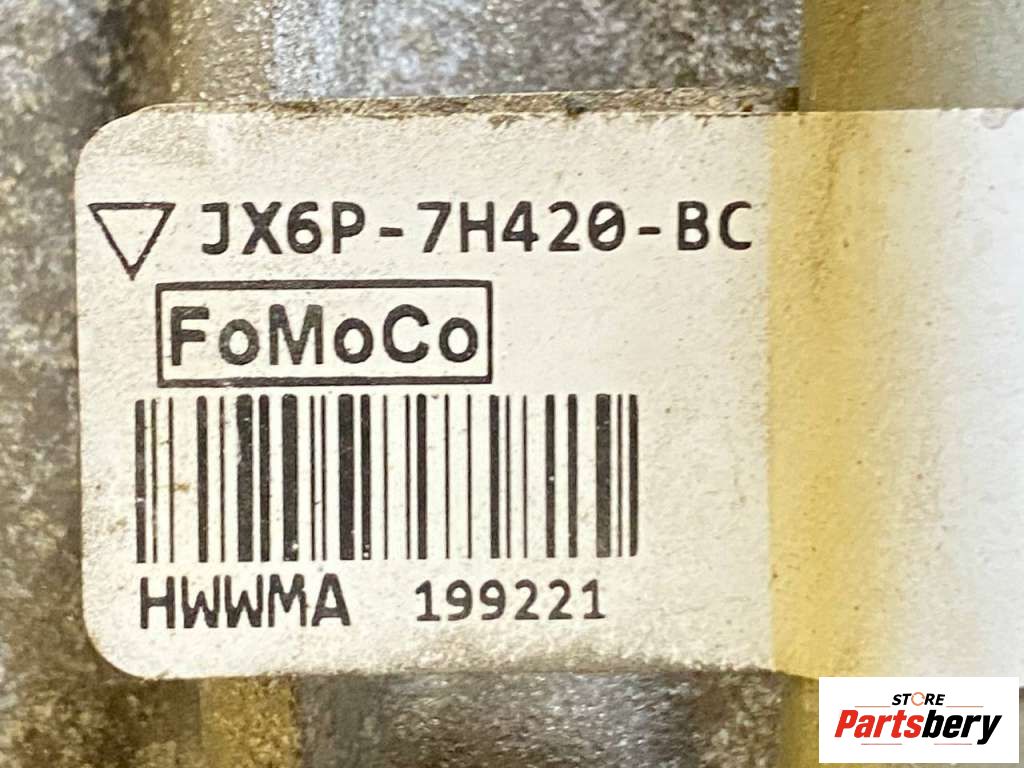 JX6P-7H420-BC
FoMoCo
HWWMA 199221
STORE
Partsbery